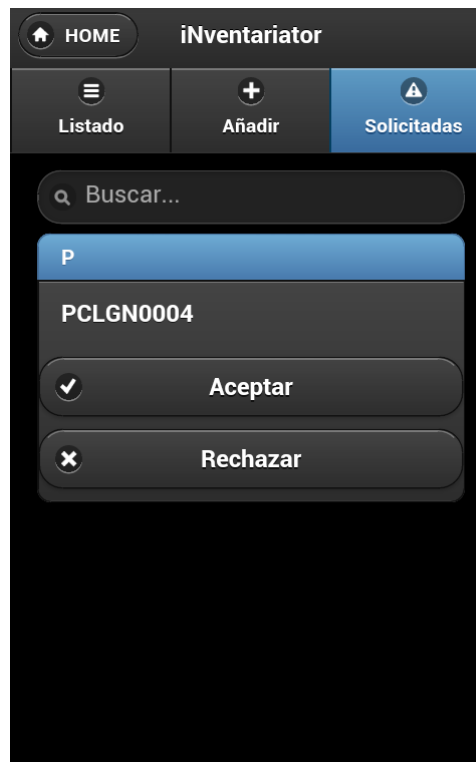 HOME iNventariator
Listado Añadir Solicitadas
Buscar...
P
PCLGN0004
Aceptar
Rechazar